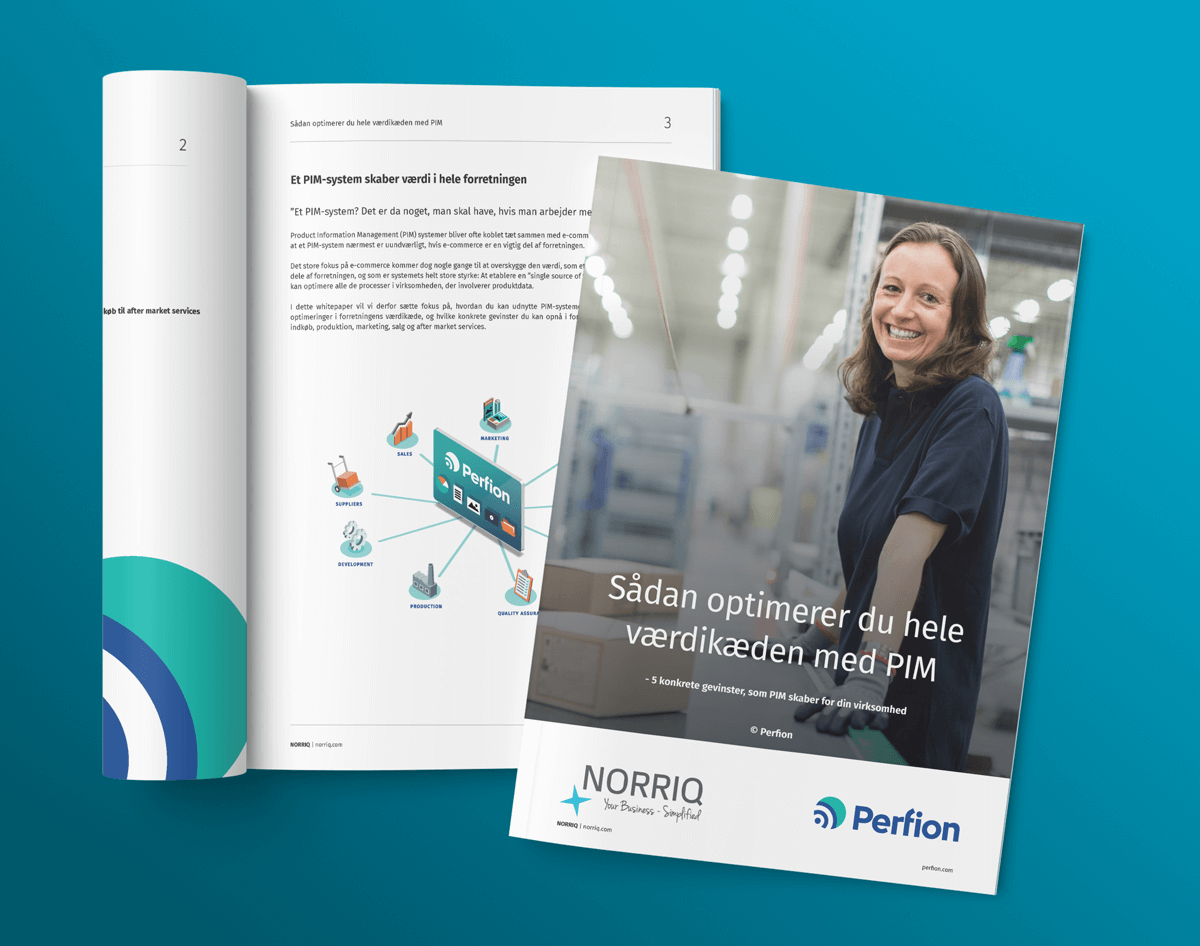 2
køb til after market services
Sådan optimerer du hele værdikæden med PIM
3
Et PIM-system skaber værdi i hele forretningen
"Et PIM-system? Det er da noget, man skal have, hvis man arbejder me
Product Information Management (PIM) systemer bliver ofte koblet tæt sammen med e-comm
at et PIM-system nærmest er uundværligt, hvis e-commerce er en vigtig del af forretningen.
Det store fokus på e-commerce kommer dog nogle gange til at overskygge den værdi, som et
dele af forretningen, og som er systemets helt store styrke: At etablere en "single source of
kan optimere alle de processer i virksomheden, der involverer produktdata.
I dette whitepaper vil vi derfor sætte fokus på, hvordan du kan udnytte PIM-systeme
optimeringer i forretningens værdikæde, og hvilke konkrete gevinster du kan opnå i for
indkøb, produktion, marketing, salg og after market services.
MARKETING
SALES
Perfion
SUPPLIERS
DEVELOPMENT
PRODUCTION
QUALITY ASSURA
NORRIQ | norriq.com
Sådan optimerer du hele
værdikæden med PIM
- 5 konkrete gevinster, som PIM skaber for din virksomhed
© Perfion
NORRIQ
Your Business - Simplified
NORRIQ | norriq.com
Perfion
perfion.com